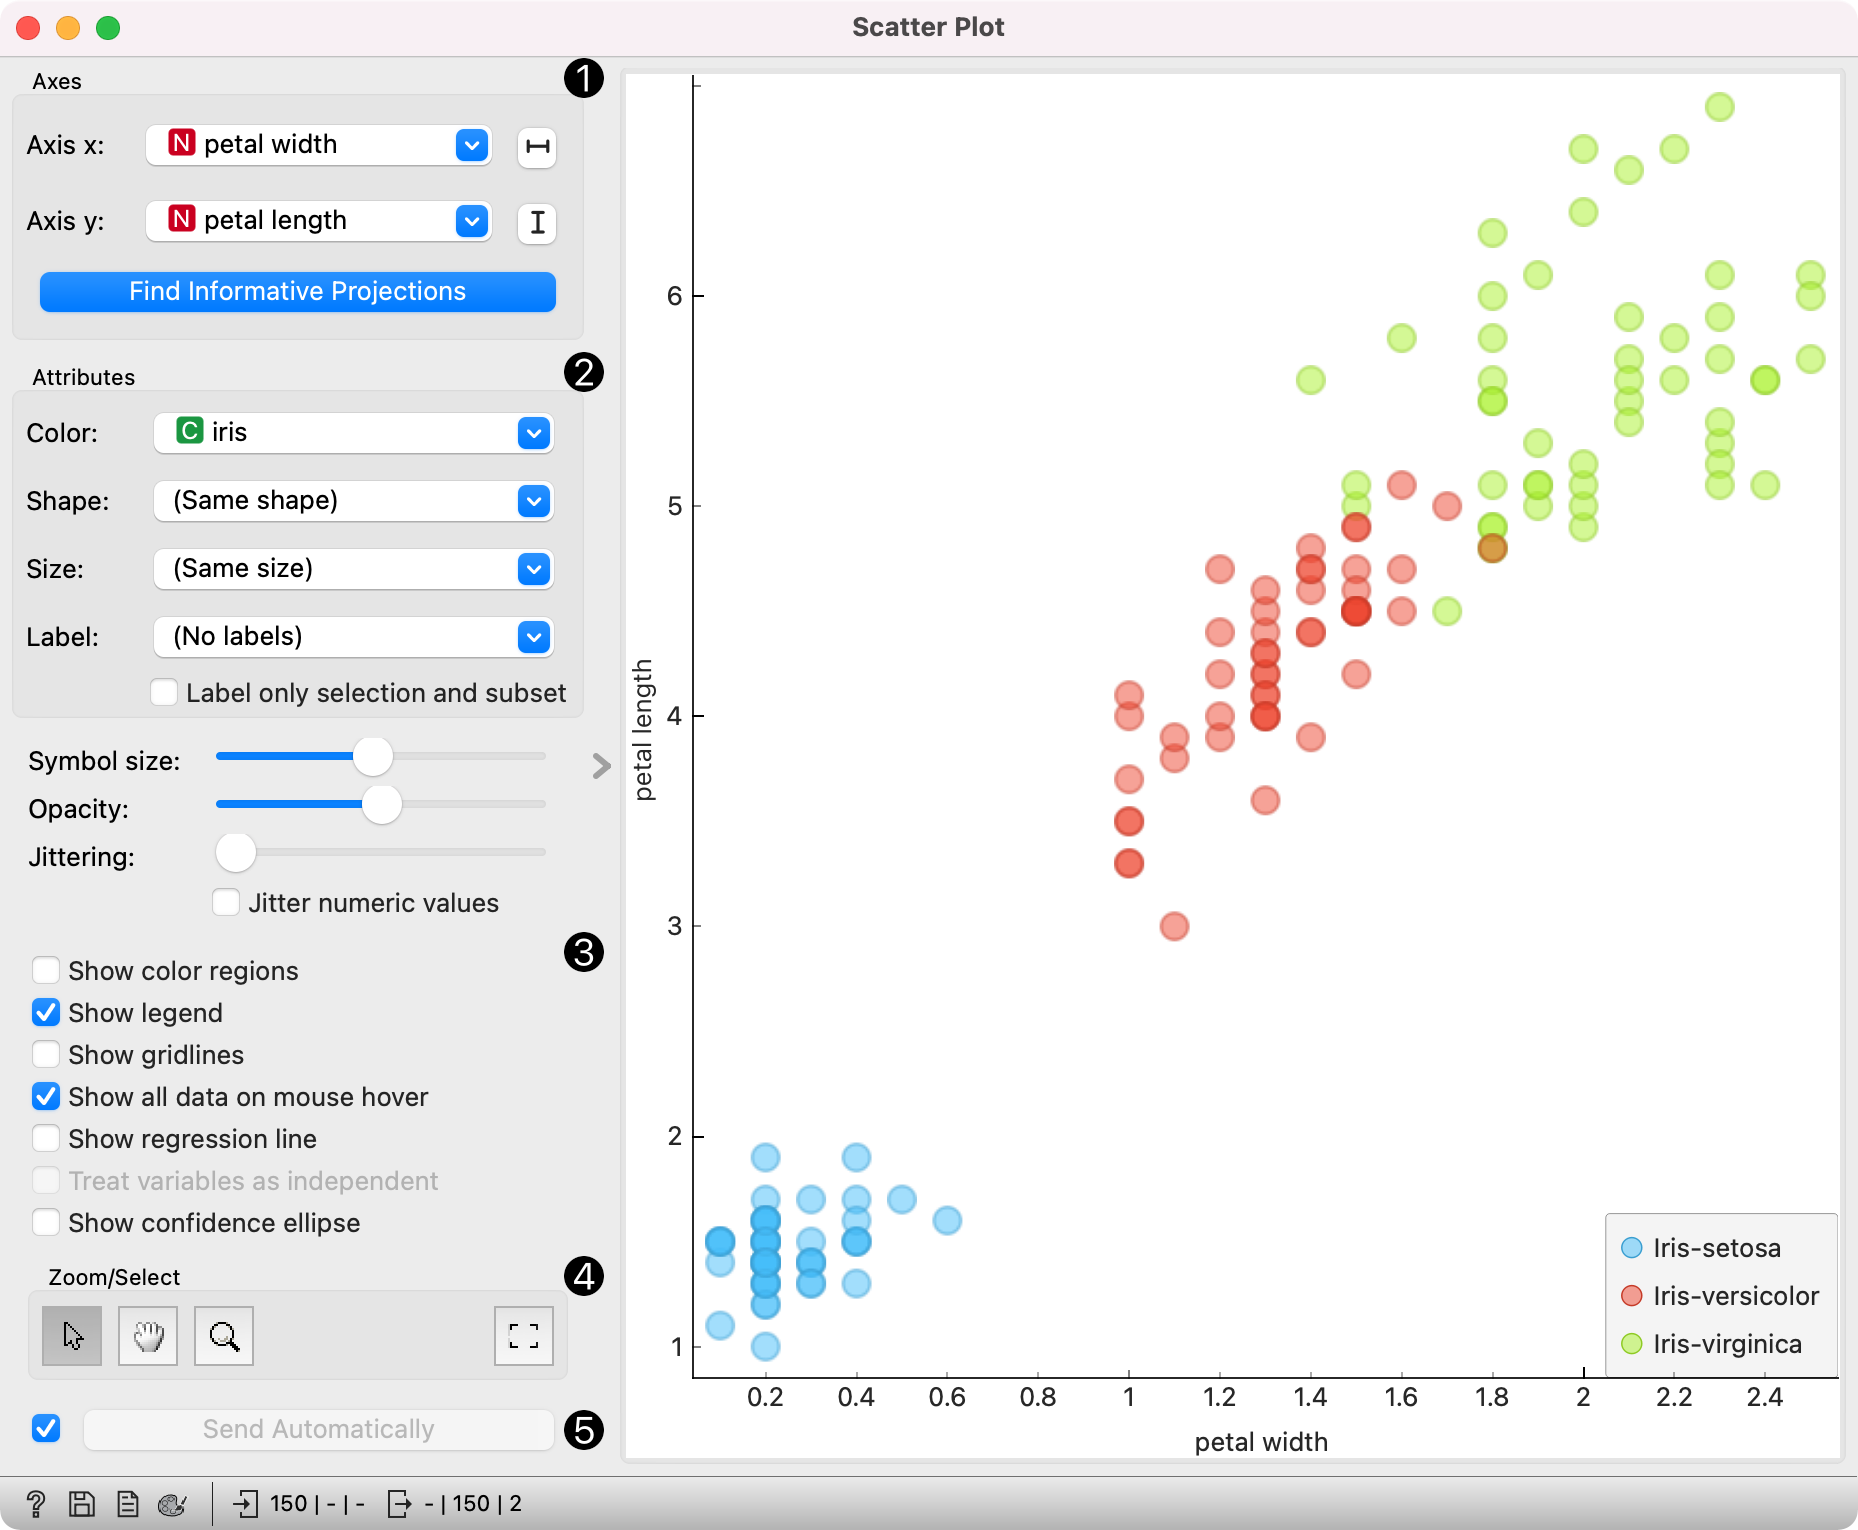 Scatter Plot
Axes
1
Axis x:
N petal width
Axis y:
N petal length
Find Informative Projections
Attributes
2
Color:
C iris
Shape:
(Same shape)
Size:
(Same size)
Label:
(No labels)
Label only selection and subset
Symbol size:
Opacity:
Jittering:
Jitter numeric values
3
Show color regions
Show legend
Show gridlines
Show all data on mouse hover
Show regression line
Treat variables as independent
Show confidence ellipse
Zoom/Select
4
Send Automatically
5
? 150 | - | - - | 150 | 2
petal length
6
5
4
3
2
1
0.2 0.4 0.6 0.8 1 1.2 1.4 1.6 1.8 2 2.2 2.4
petal width
Iris-setosa
Iris-versicolor
Iris-virginica